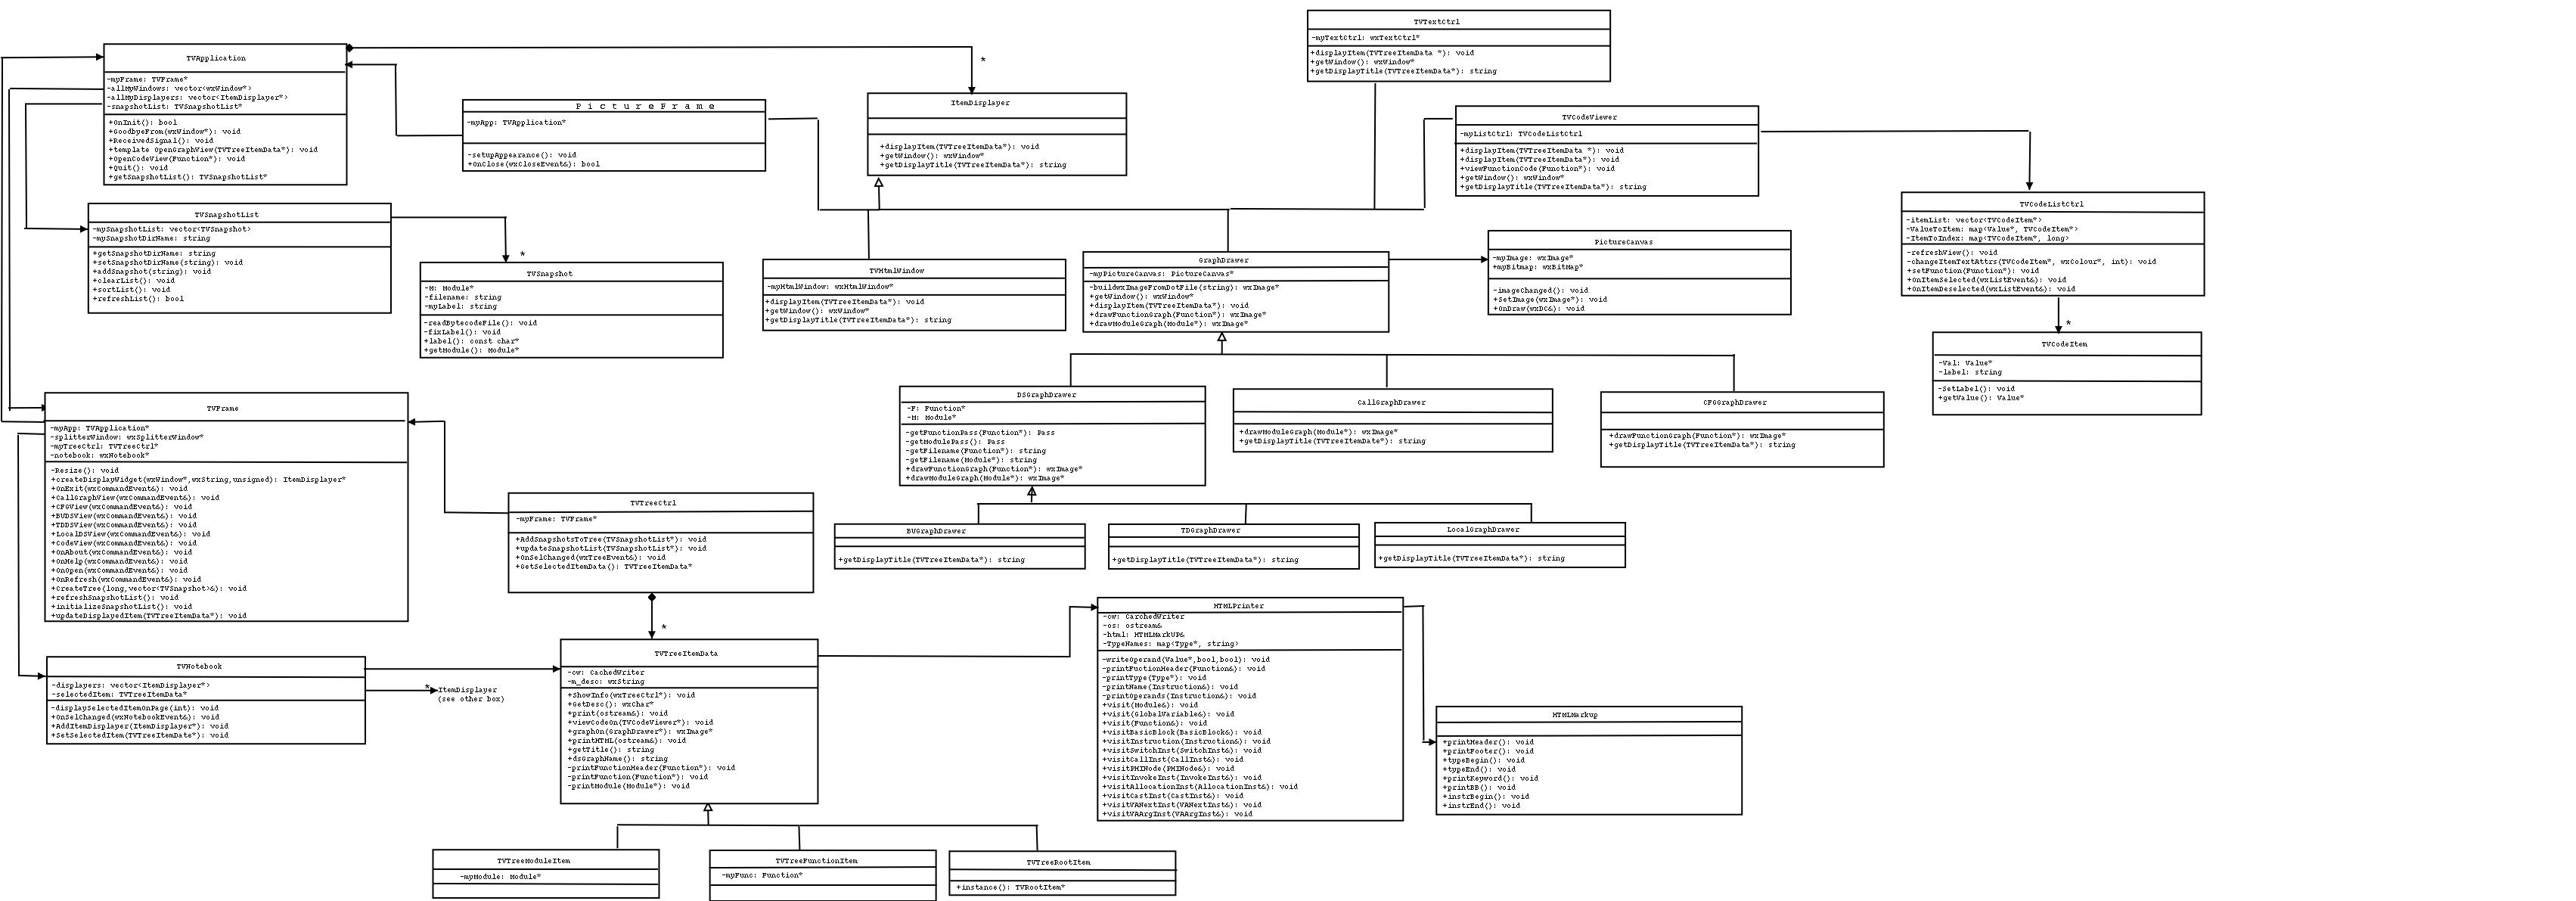 TVApplication
-myFrame: TVFrame*
-allMyWindows: vector<wxWindow*>
-allMyDisplayers: vector<ItemDisplayer*>
-snapshotList: TVSnapshotList*
+OnInit(): bool
+GoodbyeFrom(wxWindow*): void
+ReceivedSignal(): void
+template OpenGraphView(TVTreeItemData*): void
+OpenCodeView(Function*): void
+Quit(): void
+getSnapshotList(): TVSnapshotList*
PictureFrame
-myApp: TVApplication*
-setupAppearance(): void
+OnClose(wxCloseEvent&): bool
*
ItemDisplayer
+displayItem(TVTreeItemData*): void
+getWindow(): wxWindow*
+getDisplayTitle(TVTreeItemData*): string
TVTextCtrl
-myTextCtrl: wxTextCtrl*
+displayItem(TVTreeItemData *): void
+getWindow(): wxWindow*
+getDisplayTitle(TVTreeItemData*): string
TVCodeViewer
-myListCtrl: TVCodeListCtrl
+displayItem(TVTreeItemData *): void
+displayItem(TVTreeItemData*): void
+viewFunctionCode(Function*): void
+getWindow(): wxWindow*
+getDisplayTitle(TVTreeItemData*): string
TVCodeListCtrl
-itemList: vector<TVCodeItem*>
-ValueToItem: map<Value*, TVCodeItem*>
-ItemToIndex: map<TVCodeItem*, long>
-refreshView(): void
-changeItemTextAttrs(TVCodeItem*, wxColour*, int): void
+setFunction(Function*): void
+OnItemSelected(wxListEvent&): void
+OnItemDeselected(wxListEvent&): void
*
TVCodeItem
-Val: Value*
-label: string
-SetLabel(): void
+getValue(): Value*
TVSnapshotList
-mySnapshotList: vector<TVSnapshot>
-mySnapshotDirName: string
+getSnapshotDirName: string
+setSnapshotDirName(string): void
+addSnapshot(string): void
+clearList(): void
+sortList(): void
+refreshList(): bool
*
TVSnapshot
-M: Module*
-filename: string
-myLabel: string
-readBytecodeFile(): void
-fixLabel(): void
+label(): const char*
+getModule(): Module*
TVHtmlWindow
-myHtmlWindow: wxHtmlWindow*
+displayItem(TVTreeItemData*): void
+getWindow(): wxWindow*
+getDisplayTitle(TVTreeItemData*): string
GraphDrawer
-myPictureCanvas: PictureCanvas*
-buildwxImageFromDotFile(string): wxImage*
+getWindow(): wxWindow*
+displayItem(TVTreeItemData*): void
+drawFunctionGraph(Function*): wxImage*
+drawModuleGraph(Module*): wxImage*
PictureCanvas
-myImage: wxImage*
+myBitmap: wxBitMap*
-imageChanged(): void
+SetImage(wxImage*): void
+OnDraw(wxDC&): void
DSGraphDrawer
-F: Function*
-M: Module*
-getFunctionPass(Function*): Pass
-getModulePass(): Pass
-getFilename(Function*): string
-getFilename(Module*): string
+drawFunctionGraph(Function*): wxImage*
+drawModuleGraph(Module*): wxImage*
CallGraphDrawer
+drawModuleGraph(Module*): wxImage*
+getDisplayTitle(TVTreeItemDate*): string
CFGGraphDrawer
+drawFunctionGraph(Function*): wxImage*
+getDisplayTitle(TVTreeItemData*): string
BUGraphDrawer
+getDisplayTitle(TVTreeItemData*): string
TDGraphDrawer
+getDisplayTitle(TVTreeItemData*): string
LocalGraphDrawer
+getDisplayTitle(TVTreeItemData*): string
TVFrame
-myApp: TVApplication*
-splitterWindow: wxSplitterWindow*
-myTreeCtrl: TVTreeCtrl*
-notebook: wxNotebook*
-Resize(): void
+createDisplayWidget(wxWindow*,wxString,unsigned): ItemDisplayer*
+OnExit(wxCommandEvent&): void
+CallGraphView(wxCommandEvent&): void
+CFGView(wxCommandEvent&): void
+BUDSView(wxCommandEvent&): void
+TDDSView(wxCommandEvent&): void
+LocalDSView(wxCommandEvent&): void
+CodeView(wxCommandEvent&): void
+OnAbout(wxCommandEvent&): void
+OnHelp(wxCommandEvent&): void
+OnOpen(wxCommandEvent&): void
+OnRefresh(wxCommandEvent&): void
+CreateTree(long,vector<TVSnapshot>&): void
+refreshSnapshotList(): void
+initializeSnapshotList(): void
+updateDisplayedItem(TVTreeItemData*): void
TVTreeCtrl
-myFrame: TVFrame*
+AddSnapshotsToTree(TVSnapshotList*): void
+updateSnapshotList(TVSnapshotList*): void
+OnSelChanged(wxTreeEvent&): void
+GetSelectedItemData(): TVTreeItemData*
*
TVNotebook
-displayers: vector<ItemDisplayer*>
-selectedItem: TVTreeItemData*
-displaySelectedItemOnPage(int): void
+OnSelChanged(wxNotebookEvent&): void
+AddItemDisplayer(ItemDisplayer*): void
+SetSelectedItem(TVTreeItemDate*): void
*
ItemDisplayer
(see other box)
TVTreeItemData
-cw: CachedWriter
-m_desc: wxString
+ShowInfo(wxTreeCtrl*): void
+GetDesc(): wxChar*
+print(ostream&): void
+viewCodeOn(TVCodeViewer*): void
+graphOn(GraphDrawer*): wxImage*
+printHTML(ostream&): void
+getTitle(): string
+dsGraphName(): string
-printFunctionHeader(Function*): void
-printFunction(Function*): void
-printModule(Module*): void
HTMLPrinter
-cw: CarchedWriter
-os: ostream&
-html: HTMLMarkUP&
-TypeNames: map<Type*, string>
-writeOperand(Value*,bool,bool): void
-printFuctionHeader(Function&): void
-printType(Type*): void
-printName(Instruction&): void
-printOperands(Instruction&): void
+visit(Module&): void
+visit(GlobalVariable&): void
+visit(Function&): void
+visitBasicBlock(BasicBlock&): void
+visitInstruction(Instruction&): void
+visitSwitchInst(SwitchInst&): void
+visitCallInst(CallInst&): void
+visitPHINode(PHINode&): void
+visitInvokeInst(InvokeInst&): void
+visitAllocationInst(AllocationInst&): void
+visitCastInst(CastInst&): void
+visitVANextInst(VANextInst&): void
+visitVAArgInst(VAArgInst&): void
HTMLMarkup
+printHeader(): void
+printFooter(): void
+typeBegin(): void
+typeEnd(): void
+printKeyword(): void
+printBB(): void
+instrBegin(): void
+instrEnd(): void
TVTreeModuleItem
-myModule: Module*
TVTreeFunctionItem
-myFunc: Function*
TVTreeRootItem
+instance(): TVRootItem*